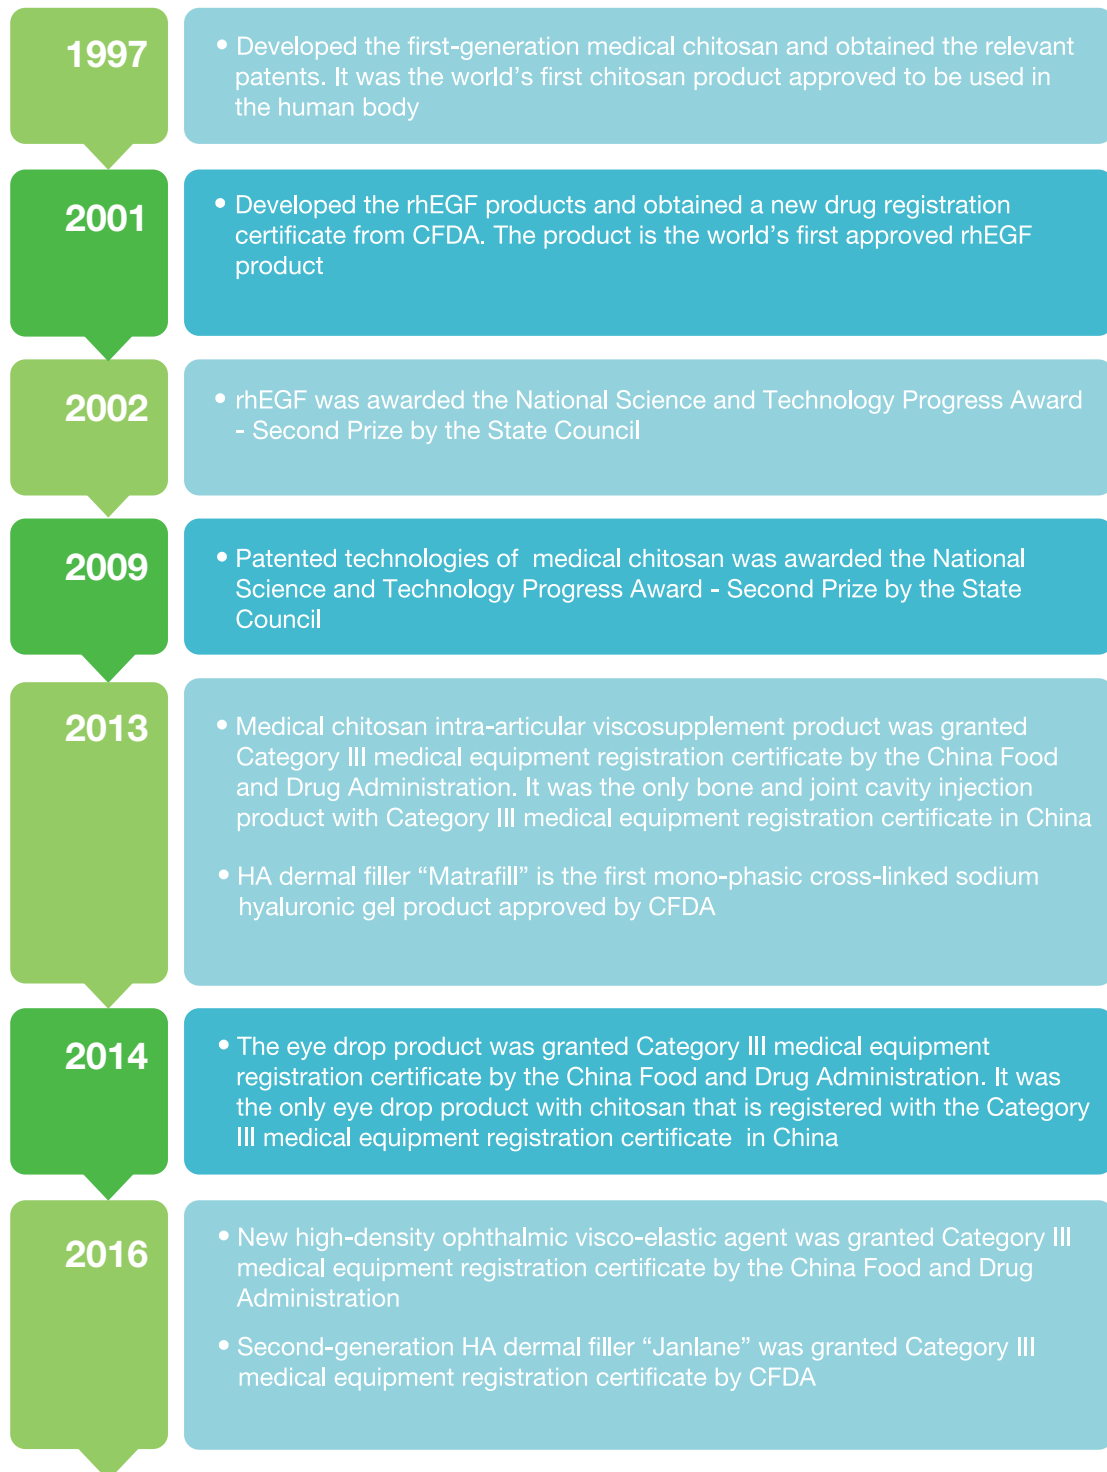 1997
• Developed the first-generation medical chitosan and obtained the relevant
patents. It was the world’s first chitosan product approved to be used in
the human body
2001
• Developed the rhEGF products and obtained a new drug registration
certificate from CFDA. The product is the world’s first approved rhEGF
product
2002
• rhEGF was awarded the National Science and Technology Progress Award
- Second Prize by the State Council
2009
• Patented technologies of  medical chitosan was awarded the National
Science and Technology Progress Award - Second Prize by the State
Council
2013
• Medical chitosan intra-articular viscosupplement product was granted
Category III medical equipment registration certificate by the China Food
and Drug Administration. It was the only bone and joint cavity injection
product with Category III medical equipment registration certificate in China
• HA dermal filler “Matrafill” is the first mono-phasic cross-linked sodium
hyaluronic gel product approved by CFDA
2014
• The eye drop product was granted Category III medical equipment
registration certificate by the China Food and Drug Administration. It was
the only eye drop product with chitosan that is registered with the Category
III medical equipment registration certificate  in China
2016
• New high-density ophthalmic visco-elastic agent was granted Category III
medical equipment registration certificate by the China Food and Drug
Administration
• Second-generation HA dermal filler “Janlane” was granted Category III
medical equipment registration certificate by CFDA